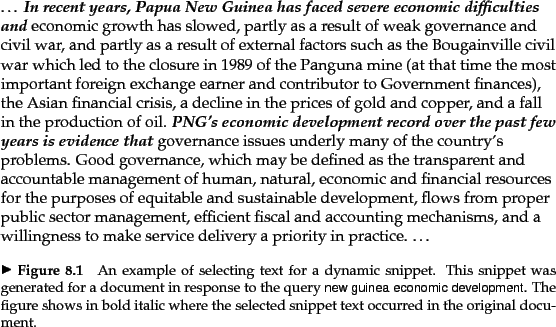 ... In recent years, Papua New Guinea has faced severe economic difficulties
and economic growth has slowed, partly as a result of weak governance and
civil war, and partly as a result of external factors such as the Bougainville civil
war which led to the closure in 1989 of the Panguna mine (at that time the most
important foreign exchange earner and contributor to Government finances),
the Asian financial crisis, a decline in the prices of gold and copper, and a fall
in the production of oil. PNG's economic development record over the past few
years is evidence that governance issues underly many of the country's
problems. Good governance, which may be defined as the transparent and
accountable management of human, natural, economic and financial resources
for the purposes of equitable and sustainable development, flows from proper
public sector management, efficient fiscal and accounting mechanisms, and a
willingness to make service delivery a priority in practice. ...
► Figure 8.1 An example of selecting text for a dynamic snippet. This snippet was
generated for a document in response to the query new guinea economic development. The
figure shows in bold italic where the selected snippet text occurred in the original docu-
ment.